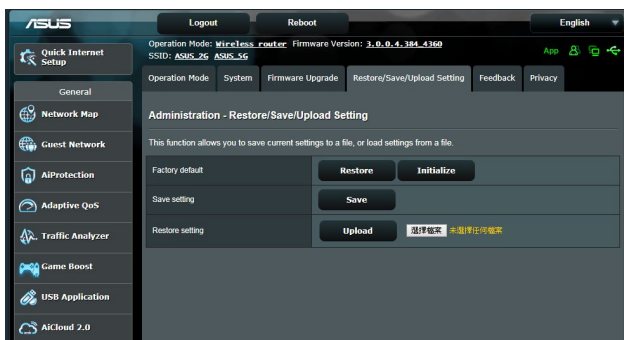 ASUS
Logout
Reboot
English
Operation Mode: Wireless router Firmware Version: 3.0.0.4.384_4360
SSID: ASUS_2G ASUS_5G
App
Quick Internet Setup
General
Network Map
Guest Network
AiProtection
Adaptive QoS
Traffic Analyzer
Game Boost
USB Application
AiCloud 2.0
Operation Mode
System
Firmware Upgrade
Restore/Save/Upload Setting
Feedback
Privacy
Administration - Restore/Save/Upload Setting
This function allows you to save current settings to a file, or load settings from a file.
Factory default
Restore
Initialize
Save setting
Save
Restore setting
Upload
選擇檔案 未選擇任何檔案